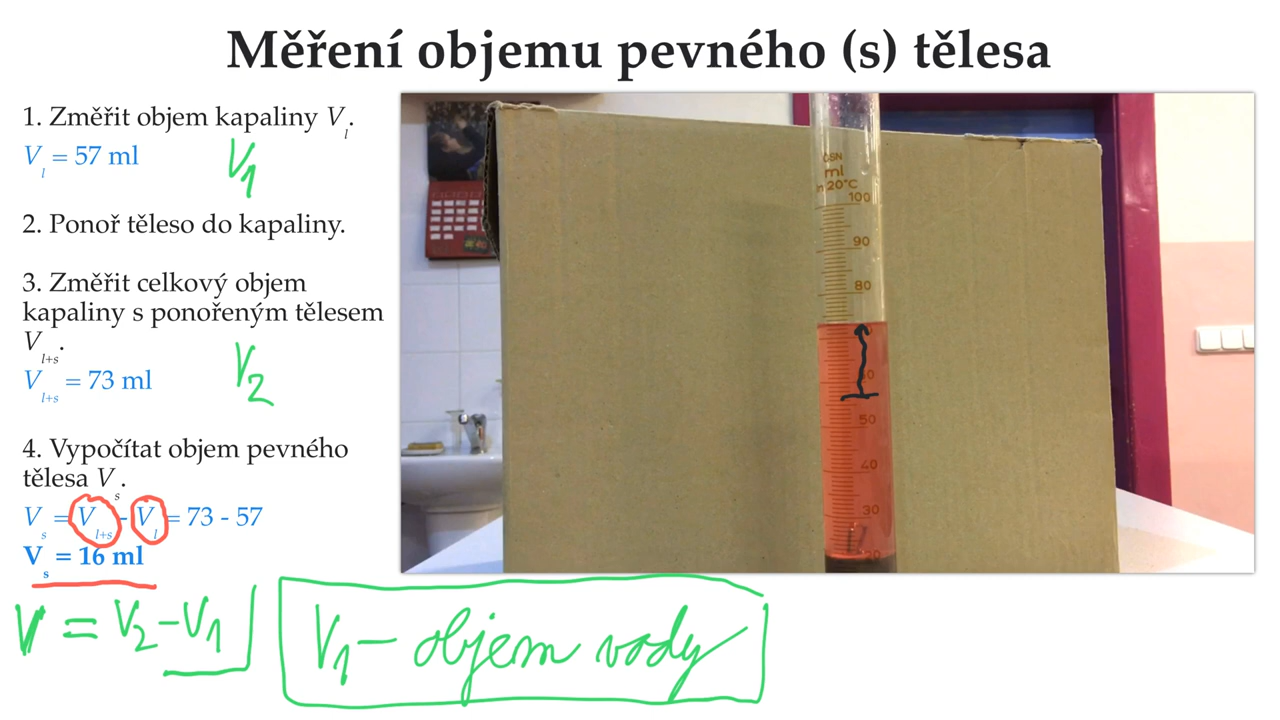 Měření objemu pevného (s) tělesa
1. Změřit objem kapaliny V_l.
V_l = 57 ml
V1
2. Ponoř těleso do kapaliny.
3. Změřit celkový objem
kapaliny s ponořeným tělesem
V_l+s.
V_l+s = 73 ml
V2
4. Vypočítat objem pevného
tělesa V_s.
V_s = V_l+s - V_l = 73 - 57
V_s = 16 ml
V = V2 - V1
V1 - objem vody
ČSN
ml
In 20°C
100
90
80
50
40
30
20